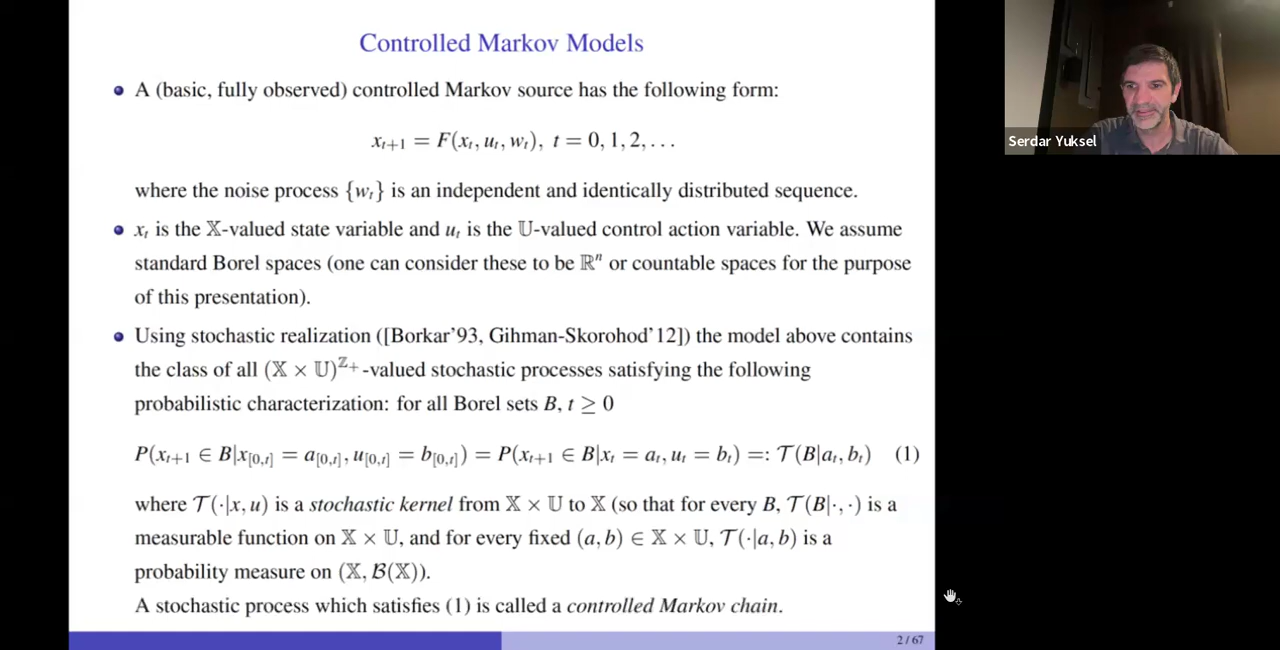 Controlled Markov Models
A (basic, fully observed) controlled Markov source has the following form:
xₜ₊₁ = F(xₜ, uₜ, wₜ), t = 0, 1, 2, . . .
where the noise process {wₜ} is an independent and identically distributed sequence.
xₜ is the 𝕏-valued state variable and uₜ is the 𝕌-valued control action variable. We assume
standard Borel spaces (one can consider these to be ℝⁿ or countable spaces for the purpose
of this presentation).
Using stochastic realization ([Borkar'93, Gihman-Skorohod'12]) the model above contains
the class of all (𝕏 × 𝕌)^{ℤ₊}-valued stochastic processes satisfying the following
probabilistic characterization: for all Borel sets B, t ≥ 0
P(xₜ₊₁ ∈ B|x_{[0,t]} = a_{[0,t]}, u_{[0,t]} = b_{[0,t]}) = P(xₜ₊₁ ∈ B|xₜ = aₜ, uₜ = bₜ) =: 𝒯(B|aₜ, bₜ) (1)
where 𝒯(·|x, u) is a stochastic kernel from 𝕏 × 𝕌 to 𝕏 (so that for every B, 𝒯(B|·, ·) is a
measurable function on 𝕏 × 𝕌, and for every fixed (a, b) ∈ 𝕏 × 𝕌, 𝒯(·|a, b) is a
probability measure on (𝕏, ℬ(𝕏)).
A stochastic process which satisfies (1) is called a controlled Markov chain.
2 / 67
Serdar Yuksel